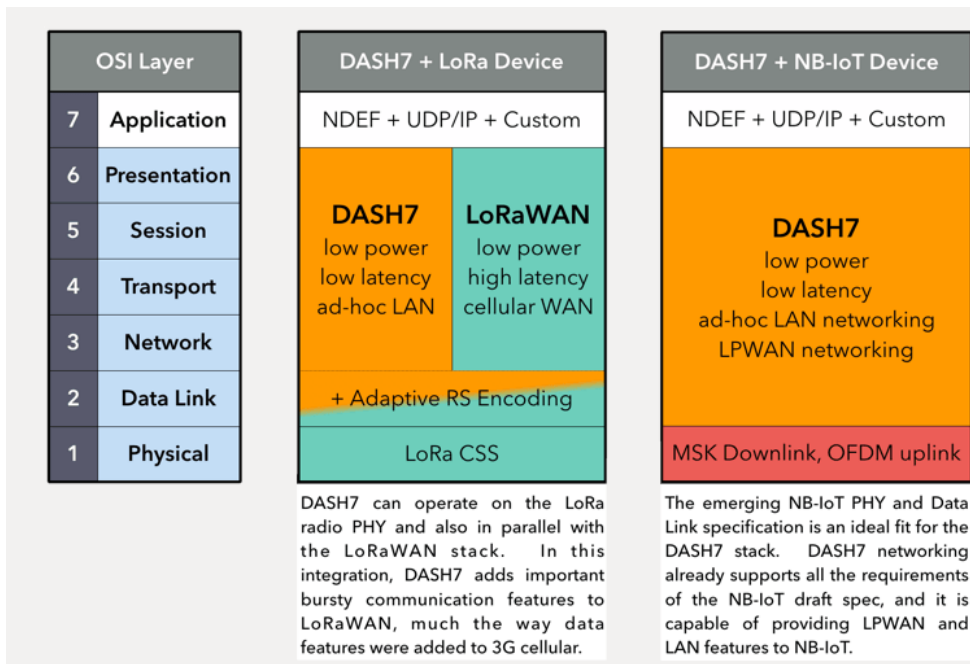 OSI Layer
7 Application
6 Presentation
5 Session
4 Transport
3 Network
2 Data Link
1 Physical
DASH7 + LoRa Device
NDEF + UDP/IP + Custom
DASH7
low power
low latency
ad-hoc LAN
LoRaWAN
low power
high latency
cellular WAN
+ Adaptive RS Encoding
LoRa CSS
DASH7 can operate on the LoRa
radio PHY and also in parallel with
the LoRaWAN stack. In this
integration, DASH7 adds important
bursty communication features to
LoRaWAN, much the way data
features were added to 3G cellular.
DASH7 + NB-IoT Device
NDEF + UDP/IP + Custom
DASH7
low power
low latency
ad-hoc LAN networking
LPWAN networking
MSK Downlink, OFDM uplink
The emerging NB-IoT PHY and Data
Link specification is an ideal fit for the
DASH7 stack. DASH7 networking
already supports all the requirements
of the NB-IoT draft spec, and it is
capable of providing LPWAN and
LAN features to NB-IoT.